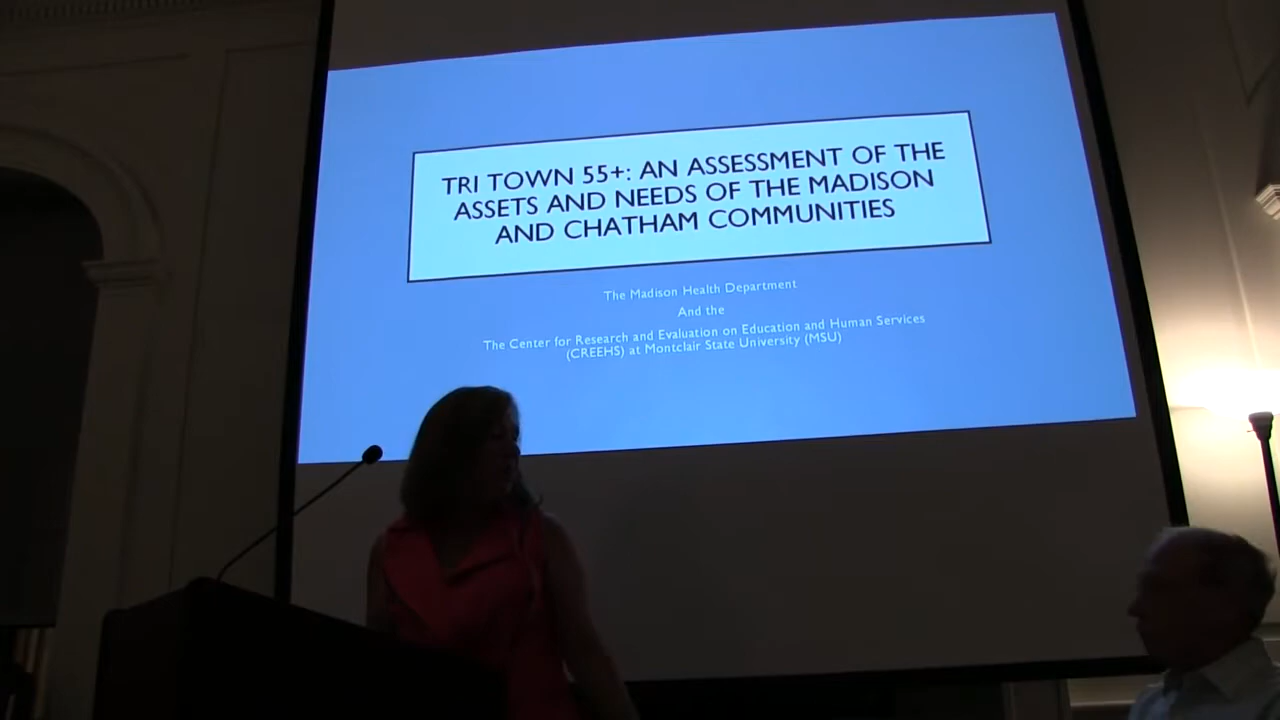 TRI TOWN 55+: AN ASSESSMENT OF THE
ASSETS AND NEEDS OF THE MADISON
AND CHATHAM COMMUNITIES
The Madison Health Department
And the
The Center for Research and Evaluation on Education and Human Services
(CREEHS) at Montclair State University (MSU)